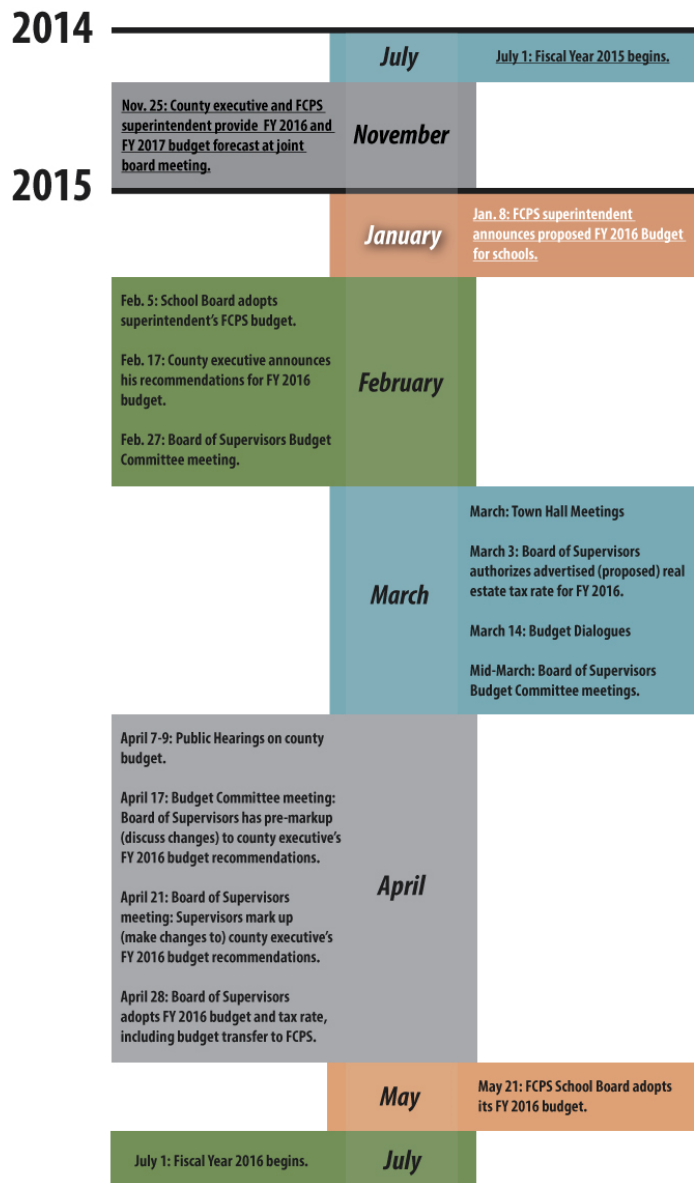 2014
July
July 1: Fiscal Year 2015 begins.
Nov. 25: County executive and FCPS
superintendent provide FY 2016 and
FY 2017 budget forecast at joint
board meeting.
November
2015
January
Jan. 8: FCPS superintendent
announces proposed FY 2016 Budget
for schools.
Feb. 5: School Board adopts
superintendent's FCPS budget.
Feb. 17: County executive announces
his recommendations for FY 2016
budget.
Feb. 27: Board of Supervisors Budget
Committee meeting.
February
March
March: Town Hall Meetings
March 3: Board of Supervisors
authorizes advertised (proposed) real
estate tax rate for FY 2016.
March 14: Budget Dialogues
Mid-March: Board of Supervisors
Budget Committee meetings.
April 7-9: Public Hearings on county
budget.
April 17: Budget Committee meeting:
Board of Supervisors has pre-markup
(discuss changes) to county executive's
FY 2016 budget recommendations.
April 21: Board of Supervisors
meeting: Supervisors mark up
(make changes to) county executive's
FY 2016 budget recommendations.
April 28: Board of Supervisors
adopts FY 2016 budget and tax rate,
including budget transfer to FCPS.
April
May
May 21: FCPS School Board adopts
its FY 2016 budget.
July 1: Fiscal Year 2016 begins.
July